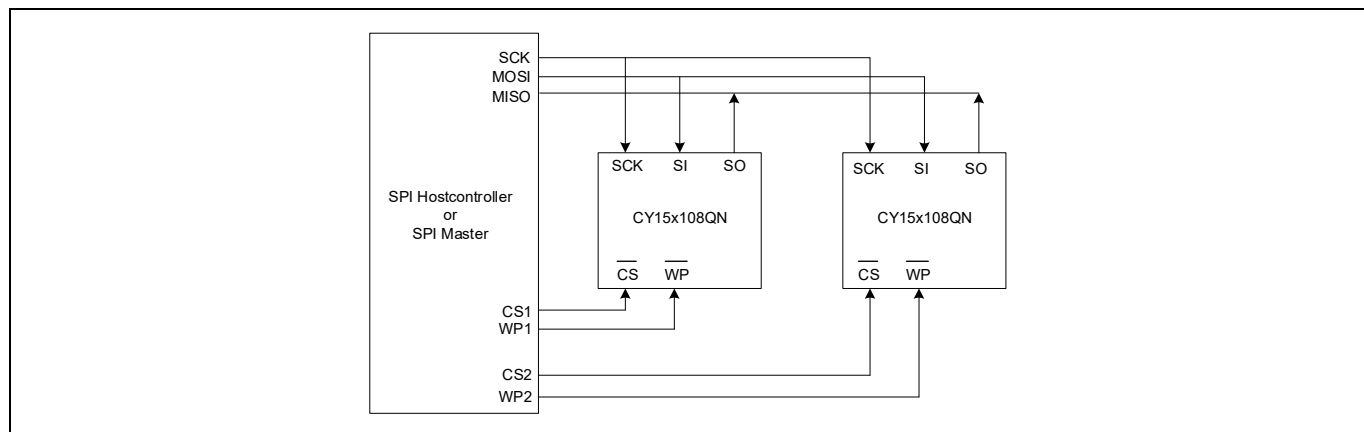 SCK
MOSI
MISO
SPI Hostcontroller
or
SPI Master
CS1
WP1
CS2
WP2
SCK SI SO
CY15x108QN
CS WP
SCK SI SO
CY15x108QN
CS WP